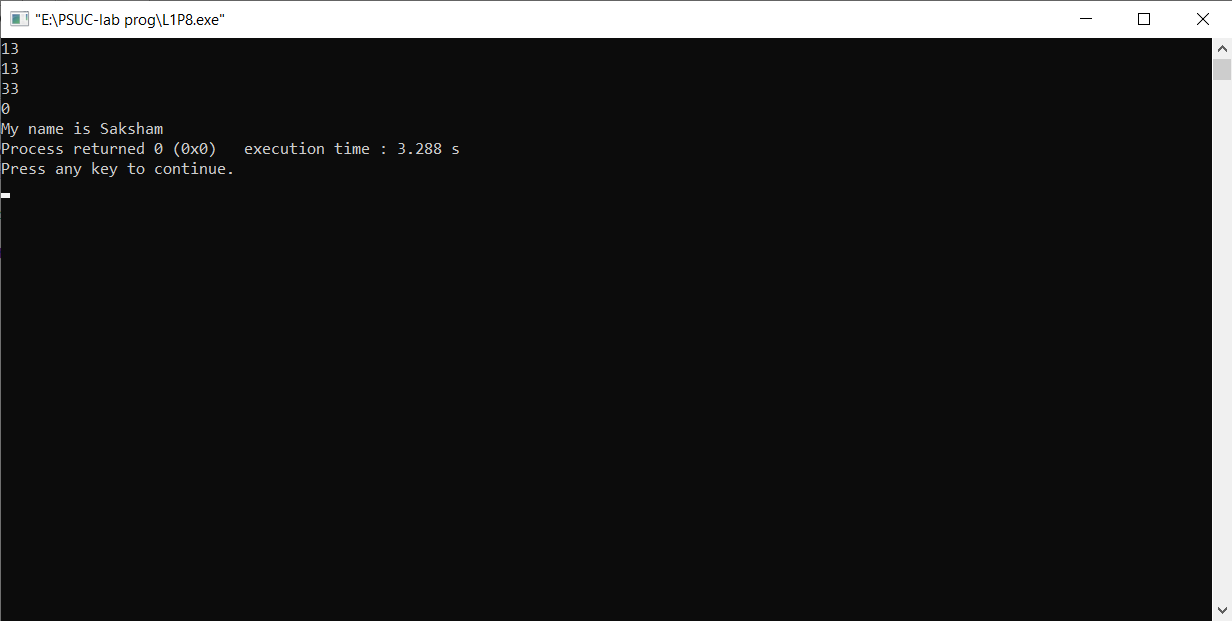 "E:\PSUC-lab prog\L1P8.exe"
13
13
33
0
My name is Saksham
Process returned 0 (0x0)   execution time : 3.288 s
Press any key to continue.